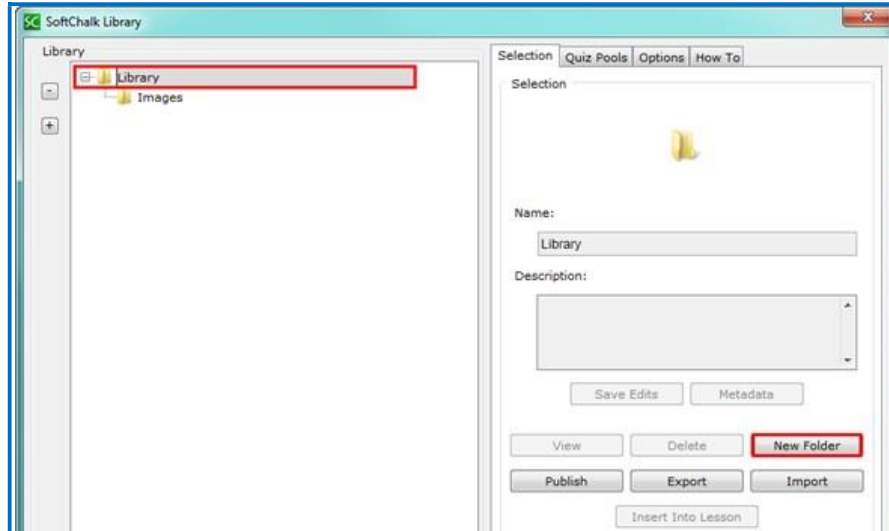 SC SoftChalk Library
Library
Library
Images
Selection Quiz Pools Options How To
Selection
Name:
Library
Description:
Save Edits Metadata
View Delete New Folder
Publish Export Import
Insert Into Lesson